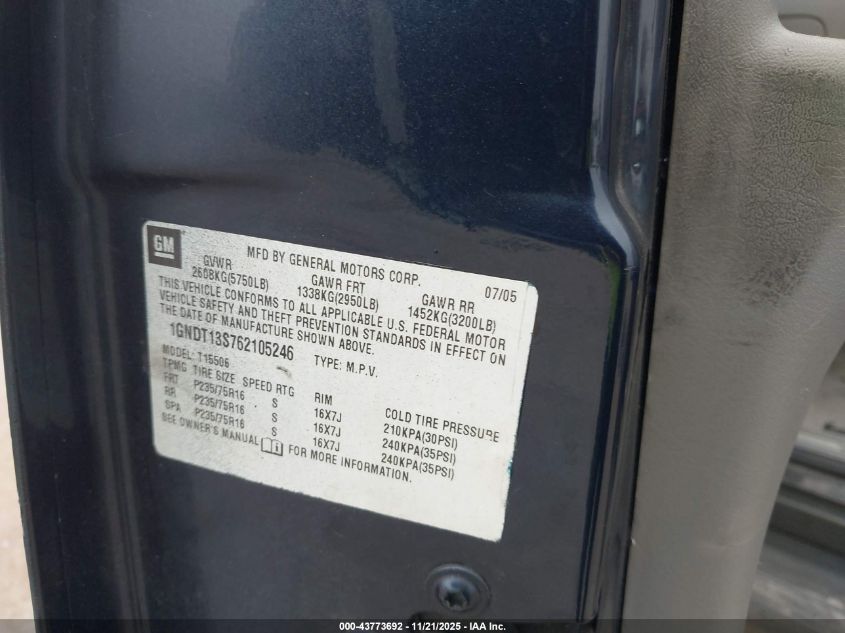 GM
MFD BY GENERAL MOTORS CORP. 07/05
GVWR GAWR FRT GAWR RR
2608KG(5750LB) 1338KG(2950LB) 1452KG(3200LB)
THIS VEHICLE CONFORMS TO ALL APPLICABLE U.S. FEDERAL MOTOR
VEHICLE SAFETY AND THEFT PREVENTION STANDARDS IN EFFECT ON
THE DATE OF MANUFACTURE SHOWN ABOVE.
1GNDT13S762105246 TYPE: M.P.V.
MODEL: T15506
TPMG TIRE SIZE SPEED RTG RIM COLD TIRE PRESSURE
FRT P235/75R16 S 16X7J 210KPA(30PSI)
RR P235/75R16 S 16X7J 240KPA(35PSI)
SPA P235/75R16 S 16X7J 240KPA(35PSI)
SEE OWNER'S MANUAL FOR MORE INFORMATION.
000-43773692 - 11/21/2025 - IAA Inc.